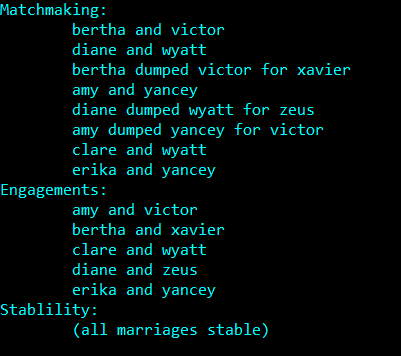 Matchmaking:
bertha and victor
diane and wyatt
bertha dumped victor for xavier
amy and yancey
diane dumped wyatt for zeus
amy dumped yancey for victor
clare and wyatt
erika and yancey
Engagements:
amy and victor
bertha and xavier
clare and wyatt
diane and zeus
erika and yancey
Stablility:
(all marriages stable)